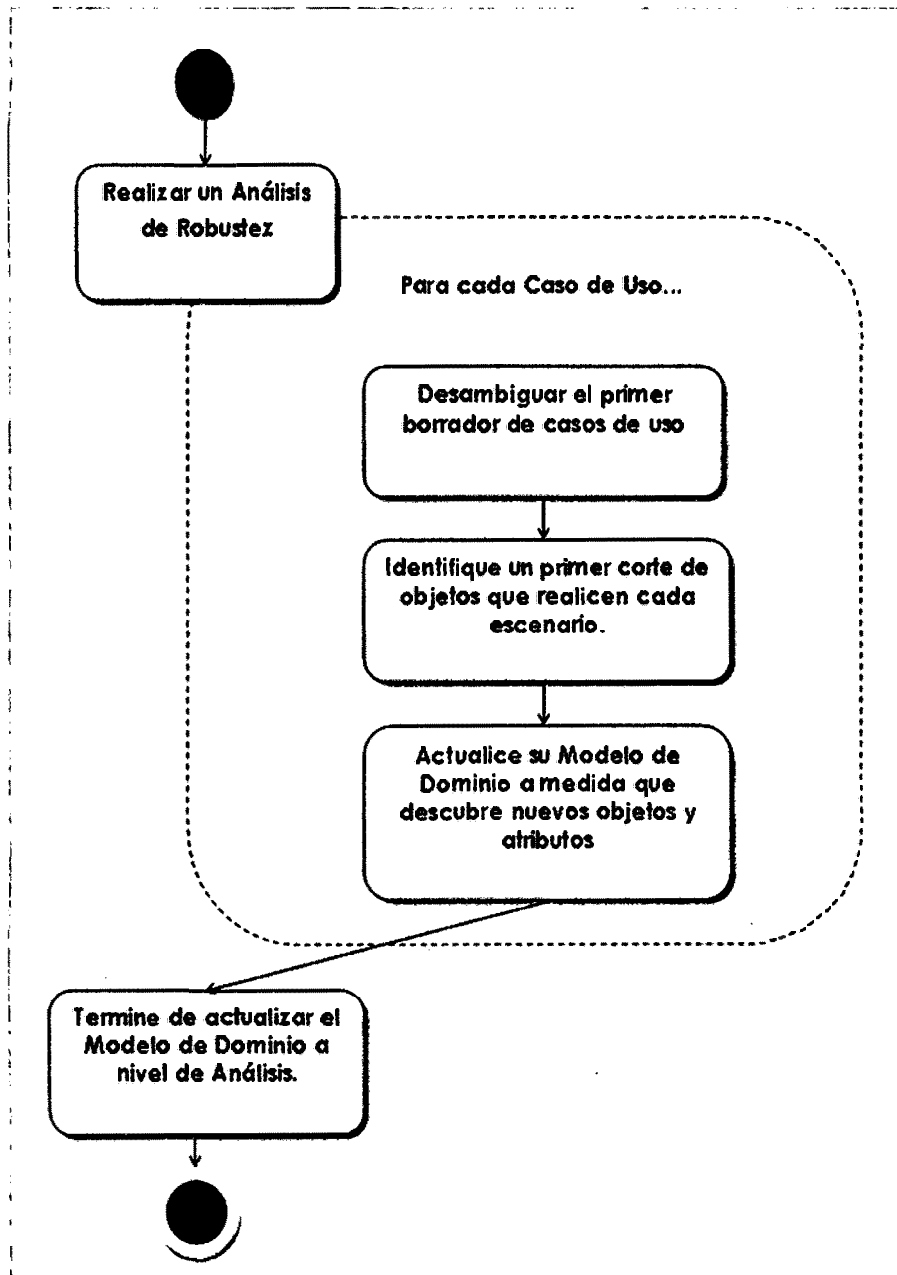 Realizar un Análisis
de Robustez
Para cada Caso de Uso...
Desambiguar el primer
borrador de casos de uso
Identifique un primer corte de
objetos que realicen cada
escenario.
Actualice su Modelo de
Dominio a medida que
descubre nuevos objetos y
atributos
Termine de actualizar el
Modelo de Dominio a
nivel de Análisis.